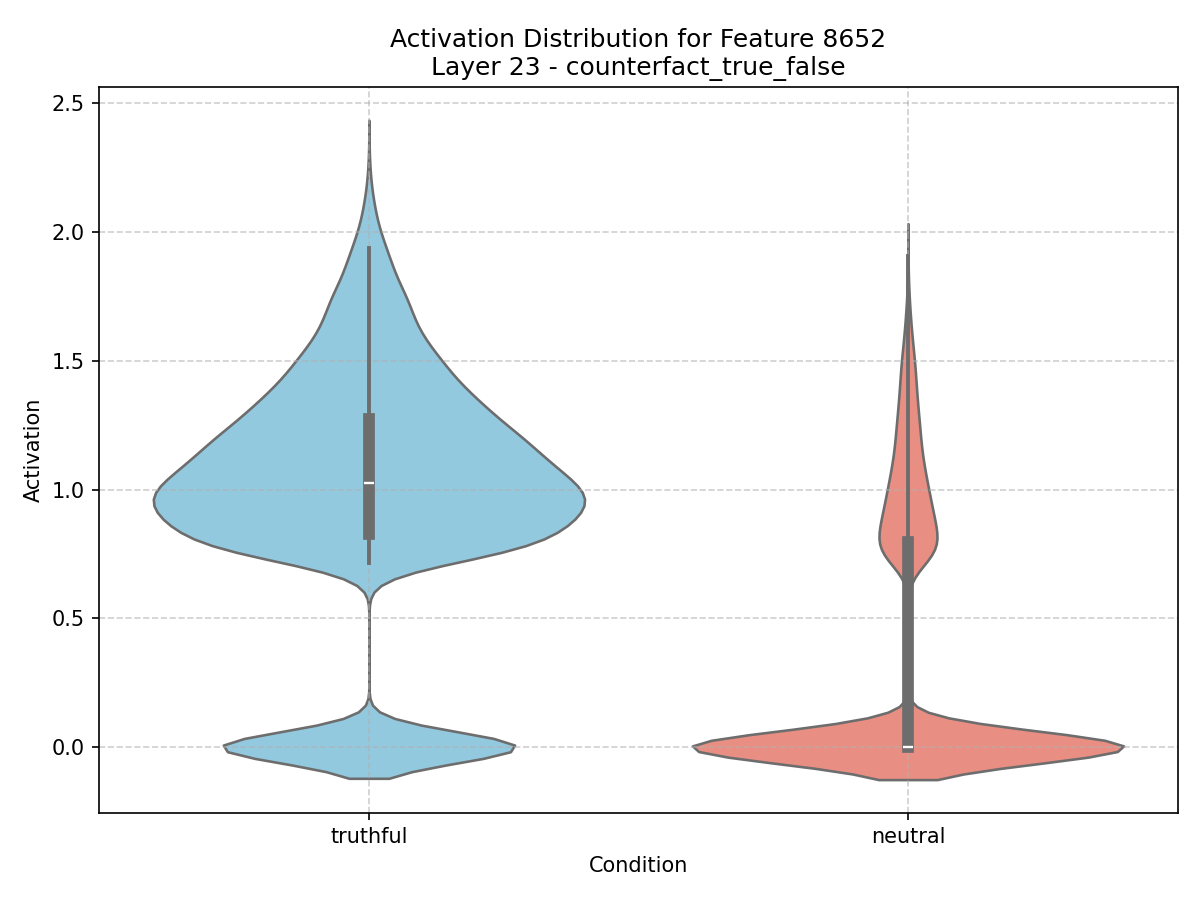 Activation Distribution for Feature 8652
Layer 23 - counterfact_true_false
2.5
2.0
1.5
1.0
0.5
0.0
Activation
truthful
neutral
Condition